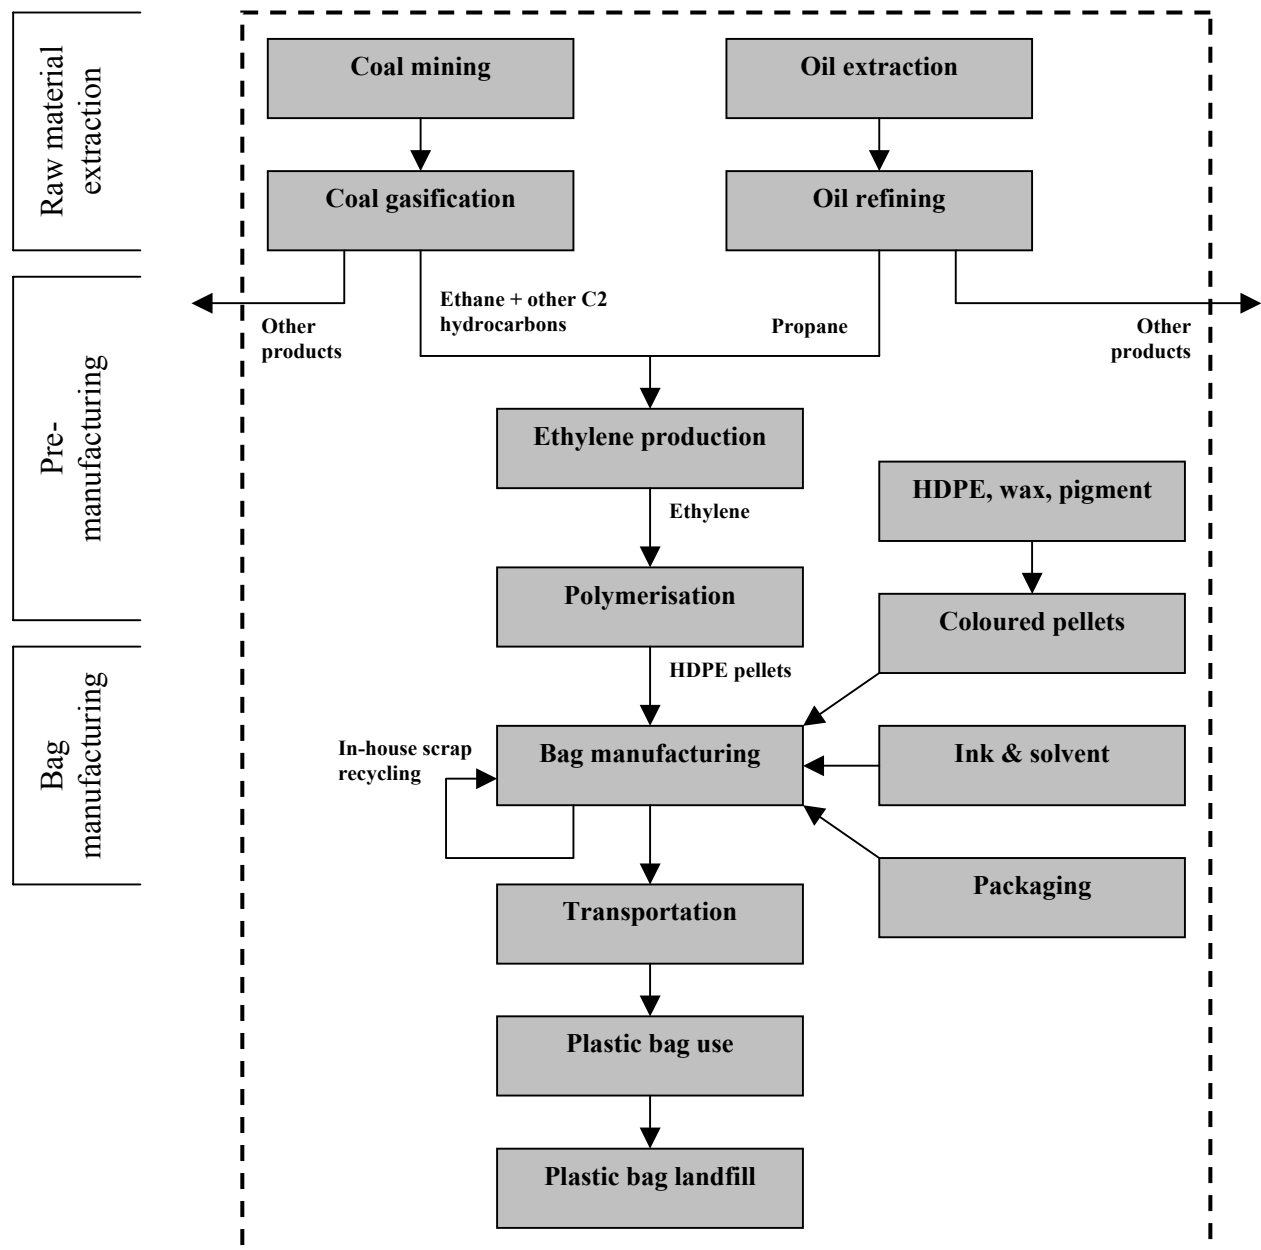 Raw material
extraction
Coal mining
Oil extraction
Coal gasification
Oil refining
Pre-
manufacturing
Other
products
Ethane + other C2
hydrocarbons
Propane
Other
products
Ethylene production
HDPE, wax, pigment
Ethylene
Polymerisation
Coloured pellets
HDPE pellets
Bag
manufacturing
In-house scrap
recycling
Bag manufacturing
Ink & solvent
Packaging
Transportation
Plastic bag use
Plastic bag landfill